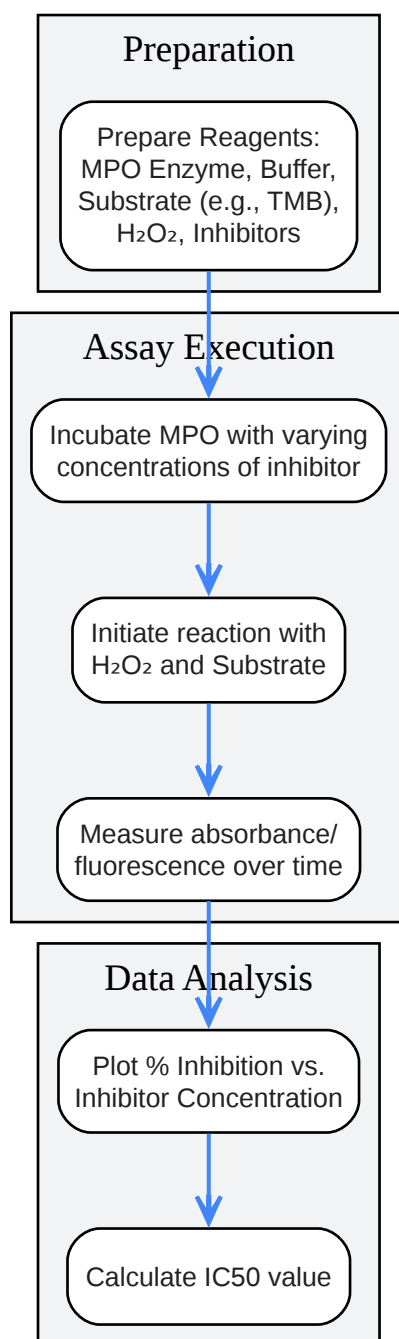 Preparation
Prepare Reagents:
MPO Enzyme, Buffer,
Substrate (e.g., TMB),
H₂O₂, Inhibitors
Assay Execution
Incubate MPO with varying
concentrations of inhibitor
Initiate reaction with
H₂O₂ and Substrate
Measure absorbance/
fluorescence over time
Data Analysis
Plot % Inhibition vs.
Inhibitor Concentration
Calculate IC50 value